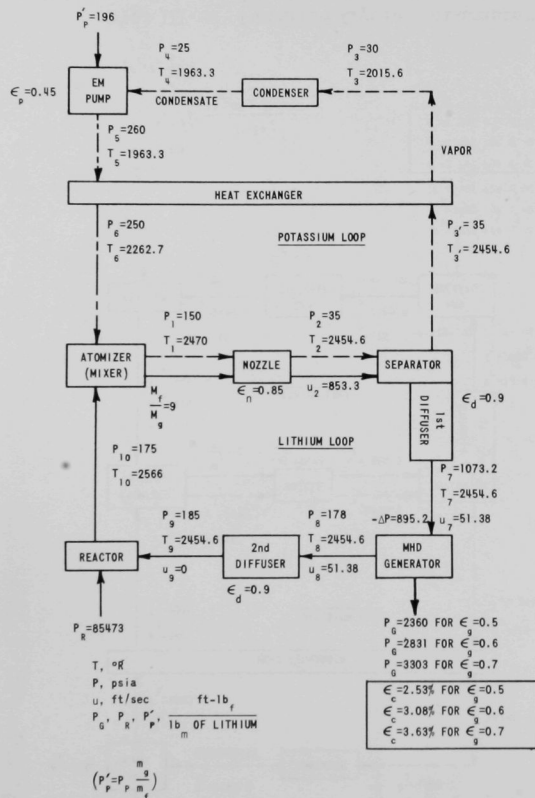 P'p=196
P4=25
T4=1963.3
P3=30
T3=2015.6
EM
PUMP
ϵp=0.45
CONDENSATE
CONDENSER
P5=260
T5=1963.3
VAPOR
HEAT EXCHANGER
P6=250
T6=2262.7
POTASSIUM LOOP
P3'=35
T3'=2454.6
P1=150
T1=2470
P2=35
T2=2454.6
ATOMIZER
(MIXER)
NOZZLE
SEPARATOR
Mf/Mg=9
ϵn=0.85
u2=853.3
1st
DIFFUSER
ϵd=0.9
P10=175
T10=2566
LITHIUM LOOP
P7=1073.2
T7=2454.6
u7=51.38
-ΔP=895.2
P9=185
T9=2454.6
u9=0
P8=178
T8=2454.6
u8=51.38
REACTOR
2nd
DIFFUSER
MHD
GENERATOR
ϵd=0.9
PR=85473
PG=2360 FOR ϵg=0.5
PG=2831 FOR ϵg=0.6
PG=3303 FOR ϵg=0.7
T, °R
P, psia
u, ft/sec
PG, PR, P'P, ft-lbf/lbm OF LITHIUM
ϵc=2.53% FOR ϵg=0.5
ϵc=3.08% FOR ϵg=0.6
ϵc=3.63% FOR ϵg=0.7
(P'P=PP mg/mf)